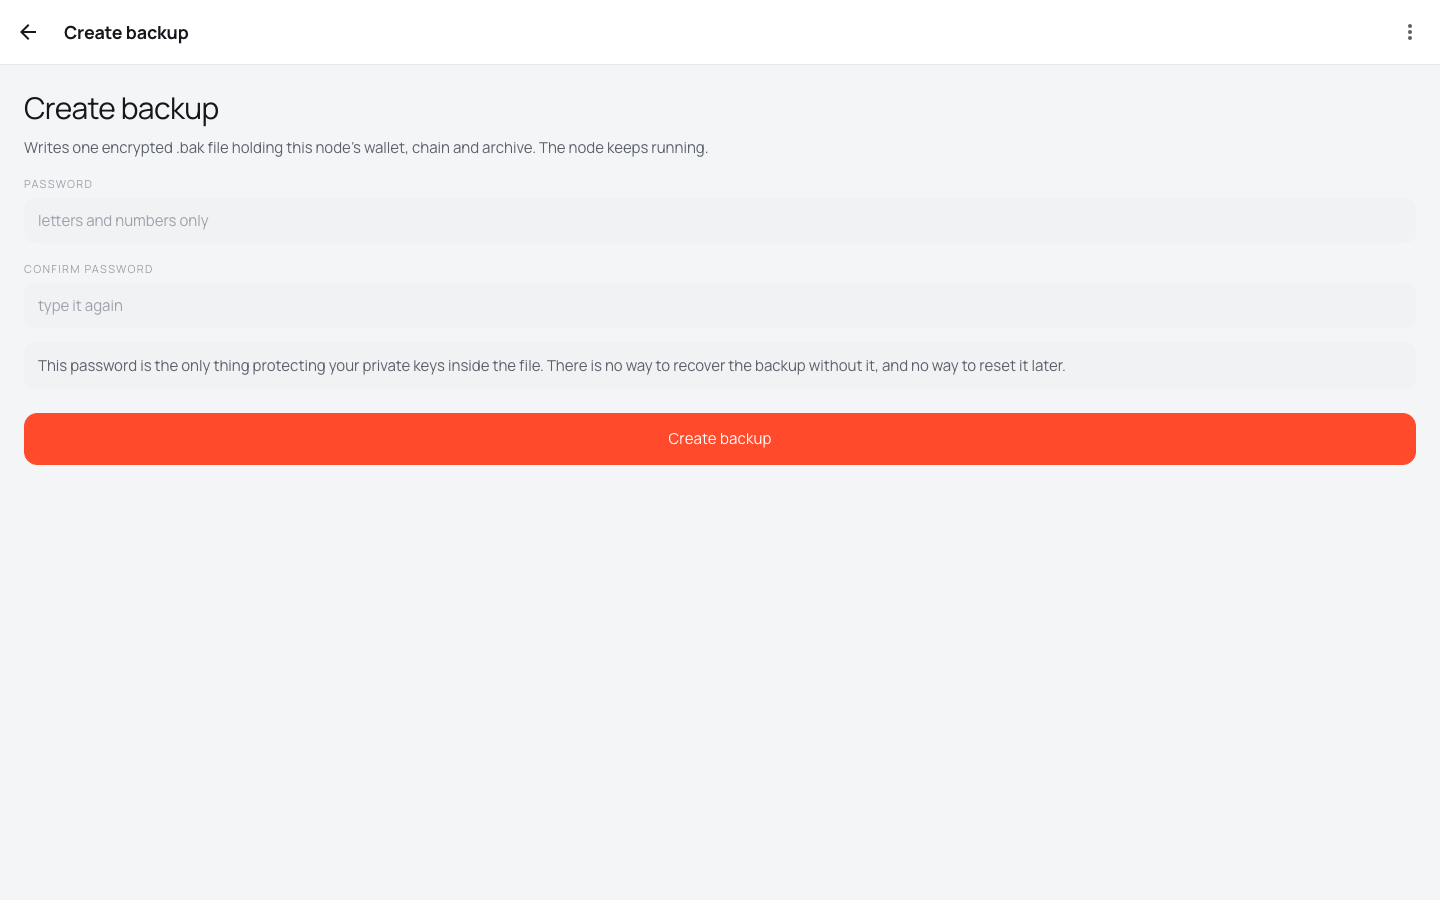 Create backup
Create backup
Writes one encrypted .bak file holding this node's wallet, chain and archive. The node keeps running.
PASSWORD
letters and numbers only
CONFIRM PASSWORD
type it again
This password is the only thing protecting your private keys inside the file. There is no way to recover the backup without it, and no way to reset it later.
Create backup